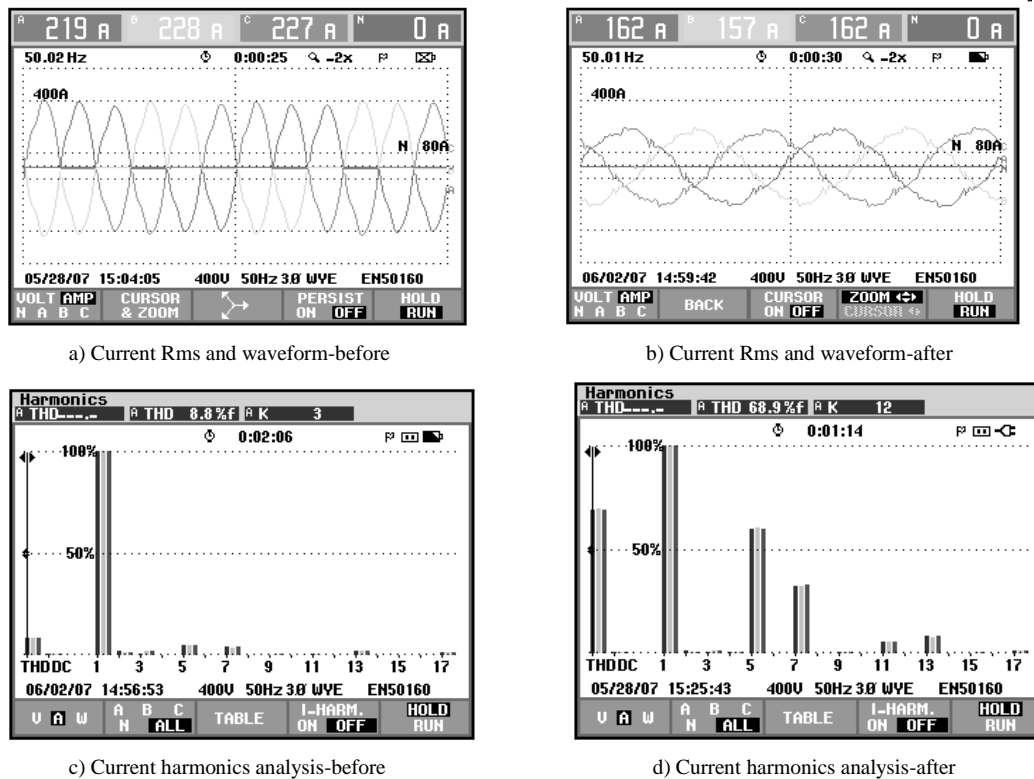 A 219 A B 228 A C 227 A N 0 A
50.02 Hz 0:00:25 -2x
400A
N 80A
C
B
A
05/28/07 15:04:05 400V 50Hz 3Ø WYE EN50160
VOLT AMP CURSOR PERSIST HOLD
N A B C & ZOOM ON OFF RUN
a) Current Rms and waveform-before
A 162 A B 157 A C 162 A N 0 A
50.01 Hz 0:00:30 -2x
400A
N 80A
C
A
N
B
06/02/07 14:59:42 400V 50Hz 3Ø WYE EN50160
VOLT AMP BACK CURSOR ZOOM HOLD
N A B C ON OFF CURSOR RUN
b) Current Rms and waveform-after
Harmonics
A THD---.- A THD 8.8 %f A K 3
0:02:06
100%
50%
THD DC 1 3 5 7 9 11 13 15 17
06/02/07 14:56:53 400V 50Hz 3Ø WYE EN50160
V A W A B C TABLE I-HARM. HOLD
N ALL ON OFF RUN
c) Current harmonics analysis-before
Harmonics
A THD---.- A THD 68.9 %f A K 12
0:01:14
100%
50%
THD DC 1 3 5 7 9 11 13 15 17
05/28/07 15:25:43 400V 50Hz 3Ø WYE EN50160
V A W A B C TABLE I-HARM. HOLD
N ALL ON OFF RUN
d) Current harmonics analysis-after